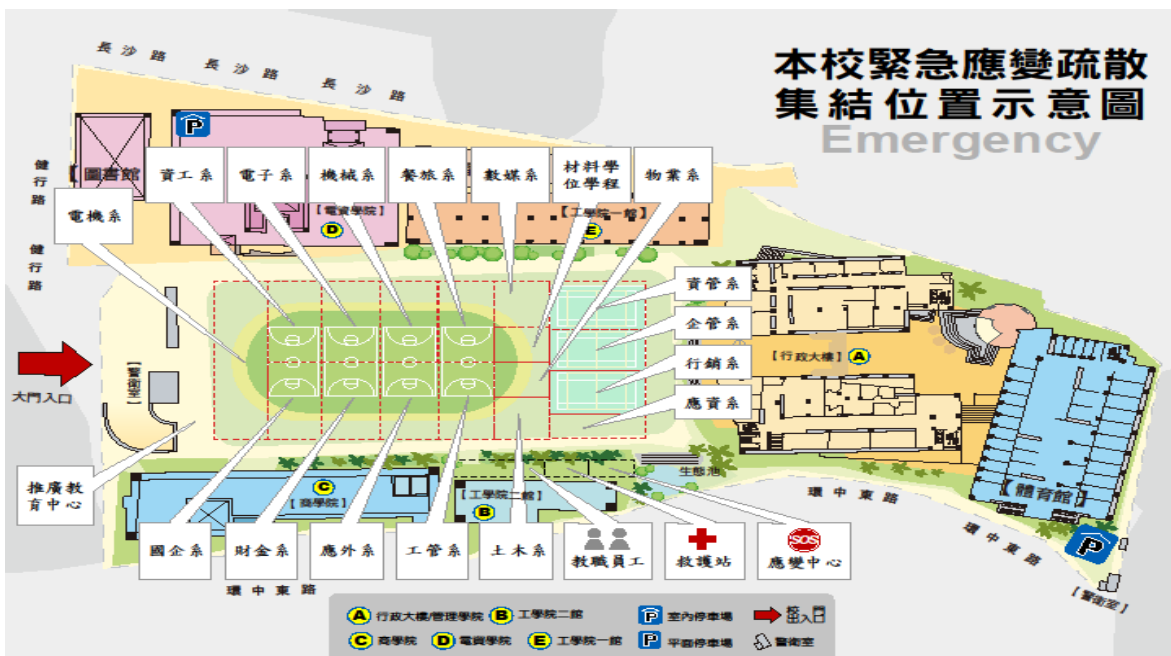 本校緊急應變疏散
集結位置示意圖
Emergency
長沙路
長沙路
長沙路
健行路
健行路
【圖書館】
資工系
電子系
機械系
餐旅系
數媒系
材料學
位學程
物業系
電機系
【電資學院】
D
【工學院一館】
E
資管系
企管系
行銷系
應資系
【行政大樓】
A
大門入口
【警衛室】
推廣教
育中心
C
【商學院】
【工學院二館】
B
生態池
環中東路
環中東路
【體育館】
P
P
【警衛室】
國企系
財金系
應外系
工管系
土木系
教職員工
救護站
SOS
應變中心
環中東路
A 行政大樓/管理學院
B 工學院二館
P 室內停車場
校出入口
C 商學院
D 電資學院
E 工學院一館
P 平面停車場
警衛室